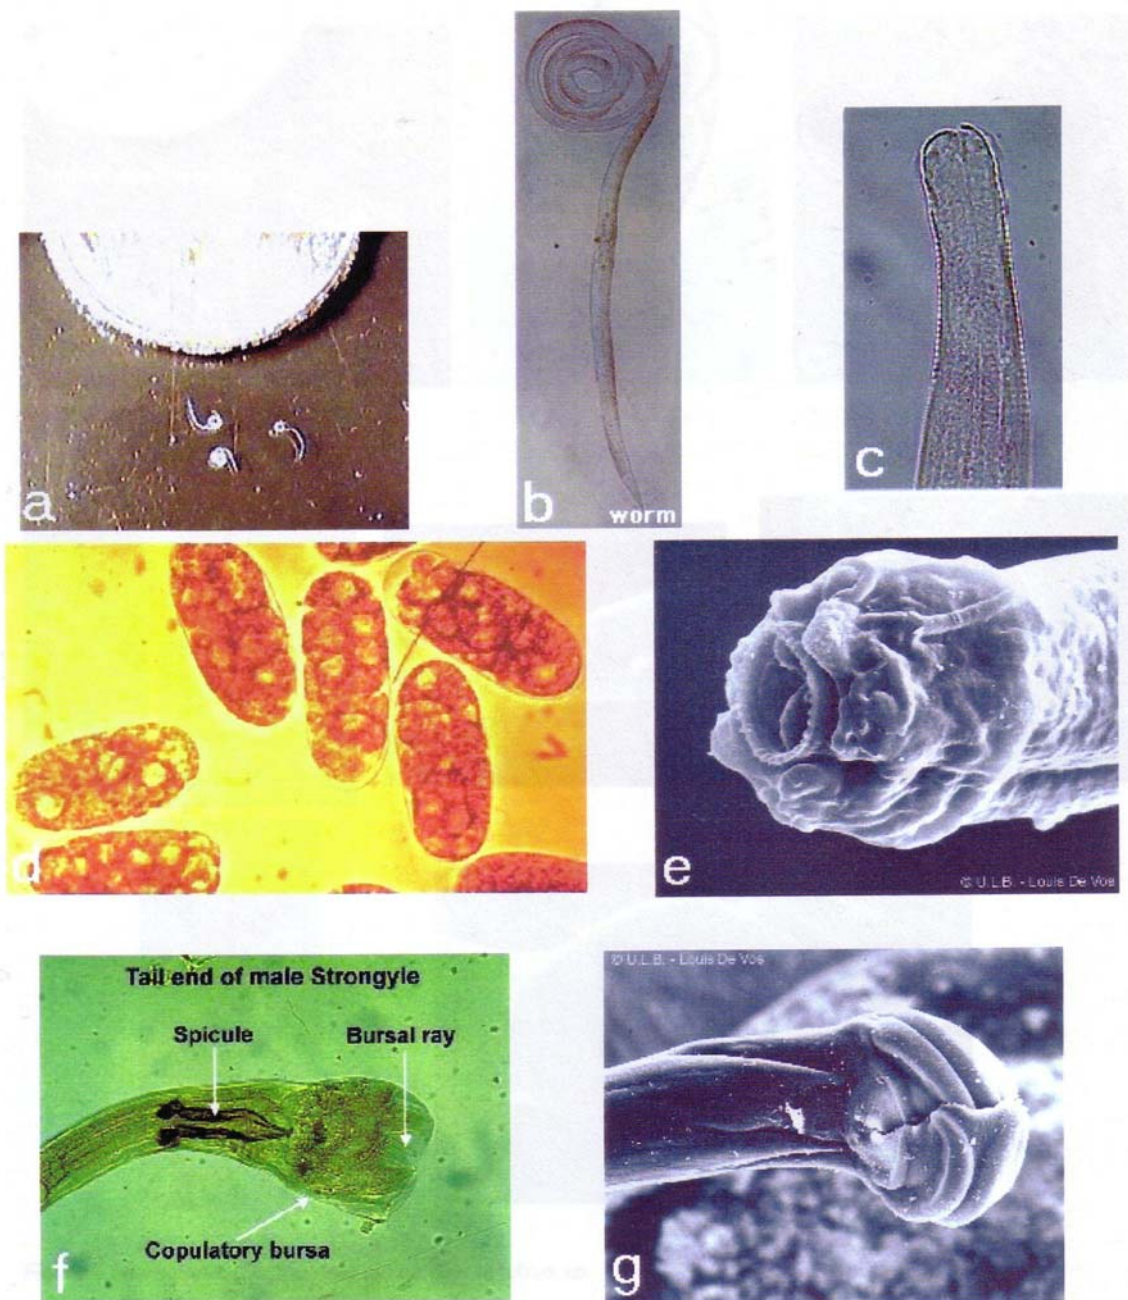 a
b
worm
c
d
e
© U.L.B. - Louis De Vos
Tail end of male Strongyle
Spicule
Bursal ray
Copulatory bursa
f
© U.L.B. - Louis De Vos
g